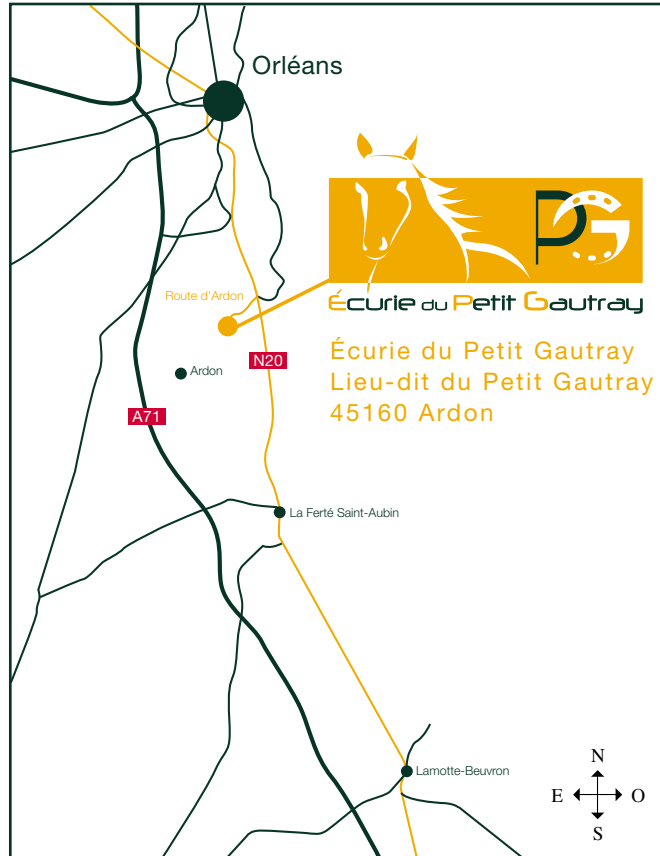 Orléans
PG
Écurie du Petit Gautray
Route d'Ardon
Écurie du Petit Gautray
Lieu-dit du Petit Gautray
45160 Ardon
N20
Ardon
A71
La Ferté Saint-Aubin
Lamotte-Beuvron
N
E O
S